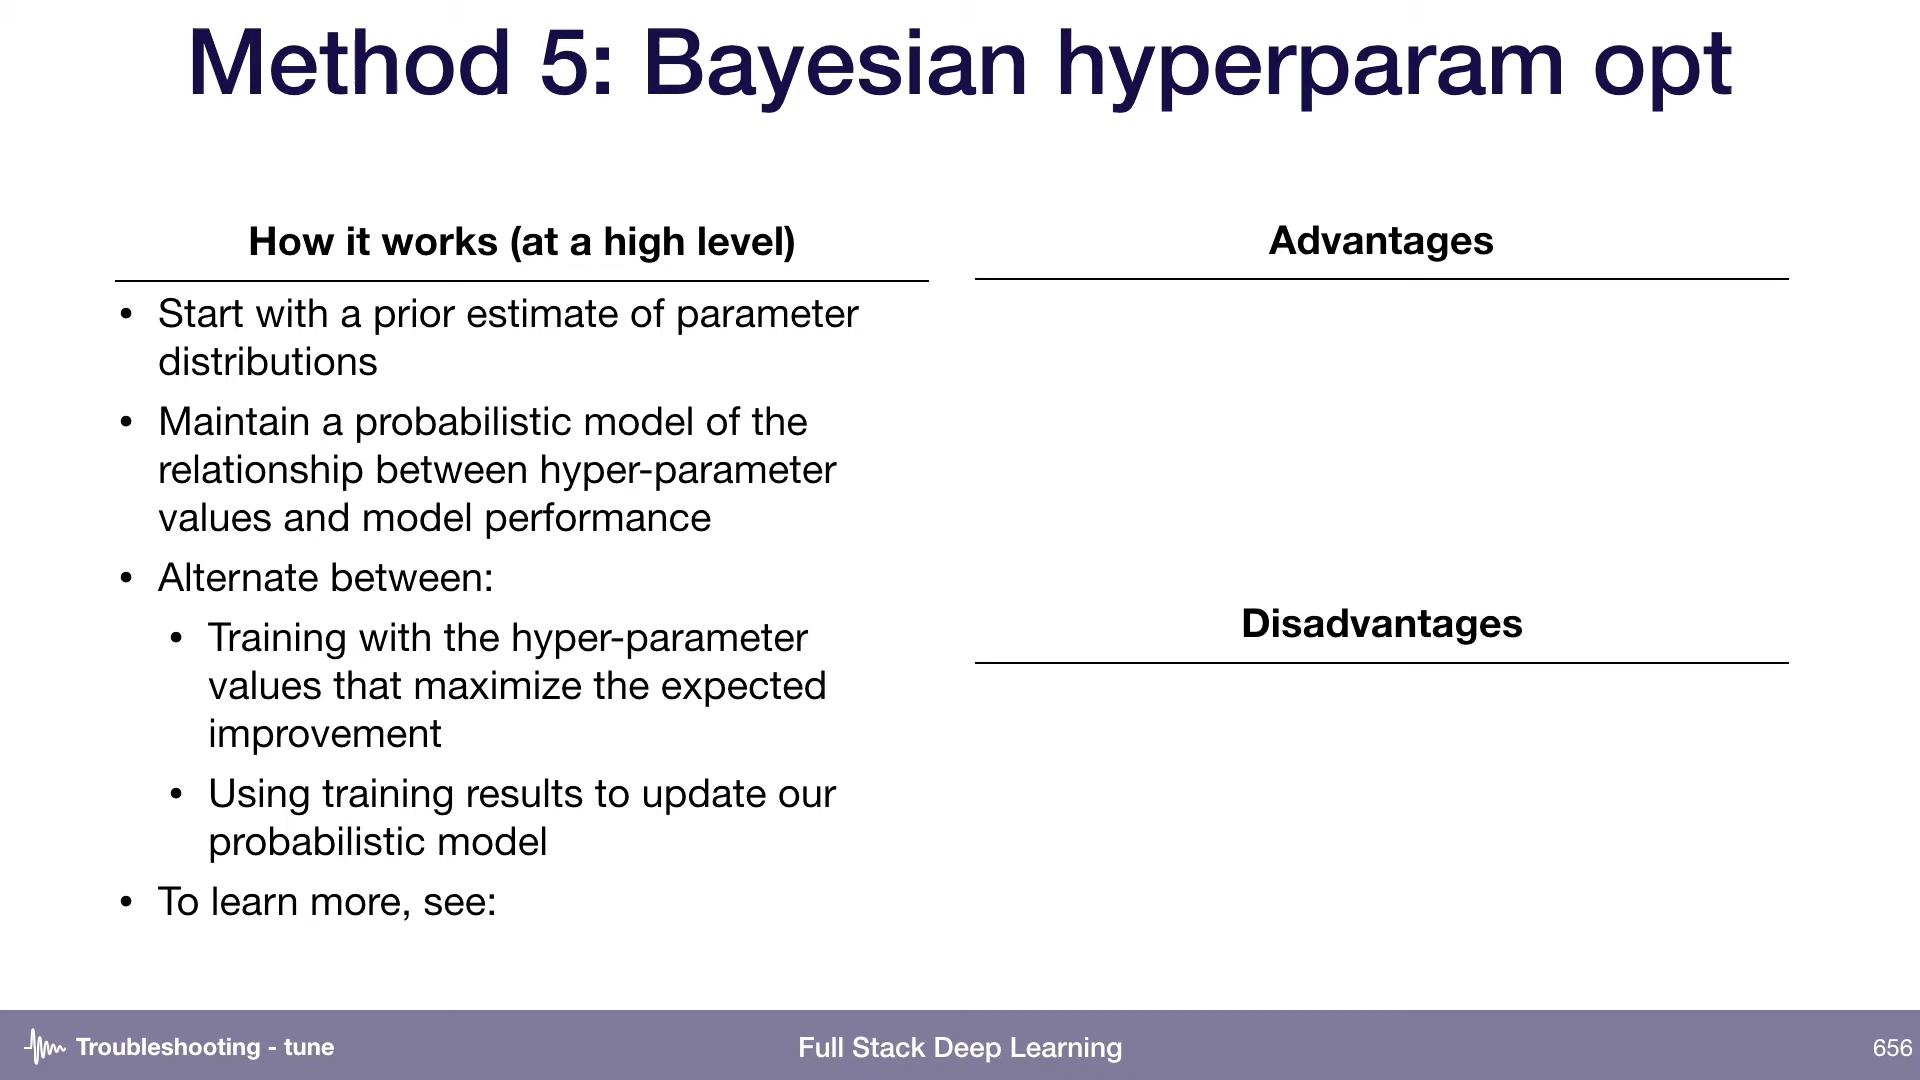 Method 5: Bayesian hyperparam opt
How it works (at a high level)
• Start with a prior estimate of parameter
distributions
• Maintain a probabilistic model of the
relationship between hyper-parameter
values and model performance
• Alternate between:
• Training with the hyper-parameter
values that maximize the expected
improvement
• Using training results to update our
probabilistic model
• To learn more, see:
Advantages
Disadvantages
Troubleshooting - tune
Full Stack Deep Learning
656